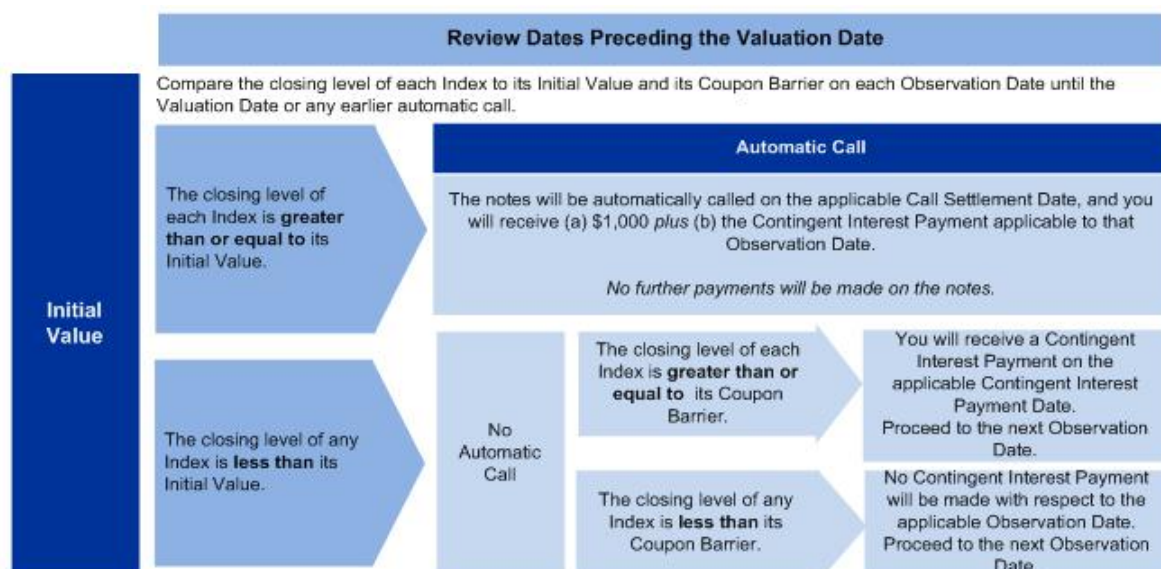 Review Dates Preceding the Valuation Date
Compare the closing level of each Index to its Initial Value and its Coupon Barrier on each Observation Date until the
Valuation Date or any earlier automatic call.
Initial
Value
The closing level of
each Index is greater
than or equal to its
Initial Value.
Automatic Call
The notes will be automatically called on the applicable Call Settlement Date, and you
will receive (a) $1,000 plus (b) the Contingent Interest Payment applicable to that
Observation Date.
No further payments will be made on the notes.
The closing level of any
Index is less than its
Initial Value.
No
Automatic
Call
The closing level of each
Index is greater than or
equal to its Coupon
Barrier.
You will receive a Contingent
Interest Payment on the
applicable Contingent Interest
Payment Date.
Proceed to the next Observation
Date.
The closing level of any
Index is less than its
Coupon Barrier.
No Contingent Interest Payment
will be made with respect to the
applicable Observation Date.
Proceed to the next Observation
Date